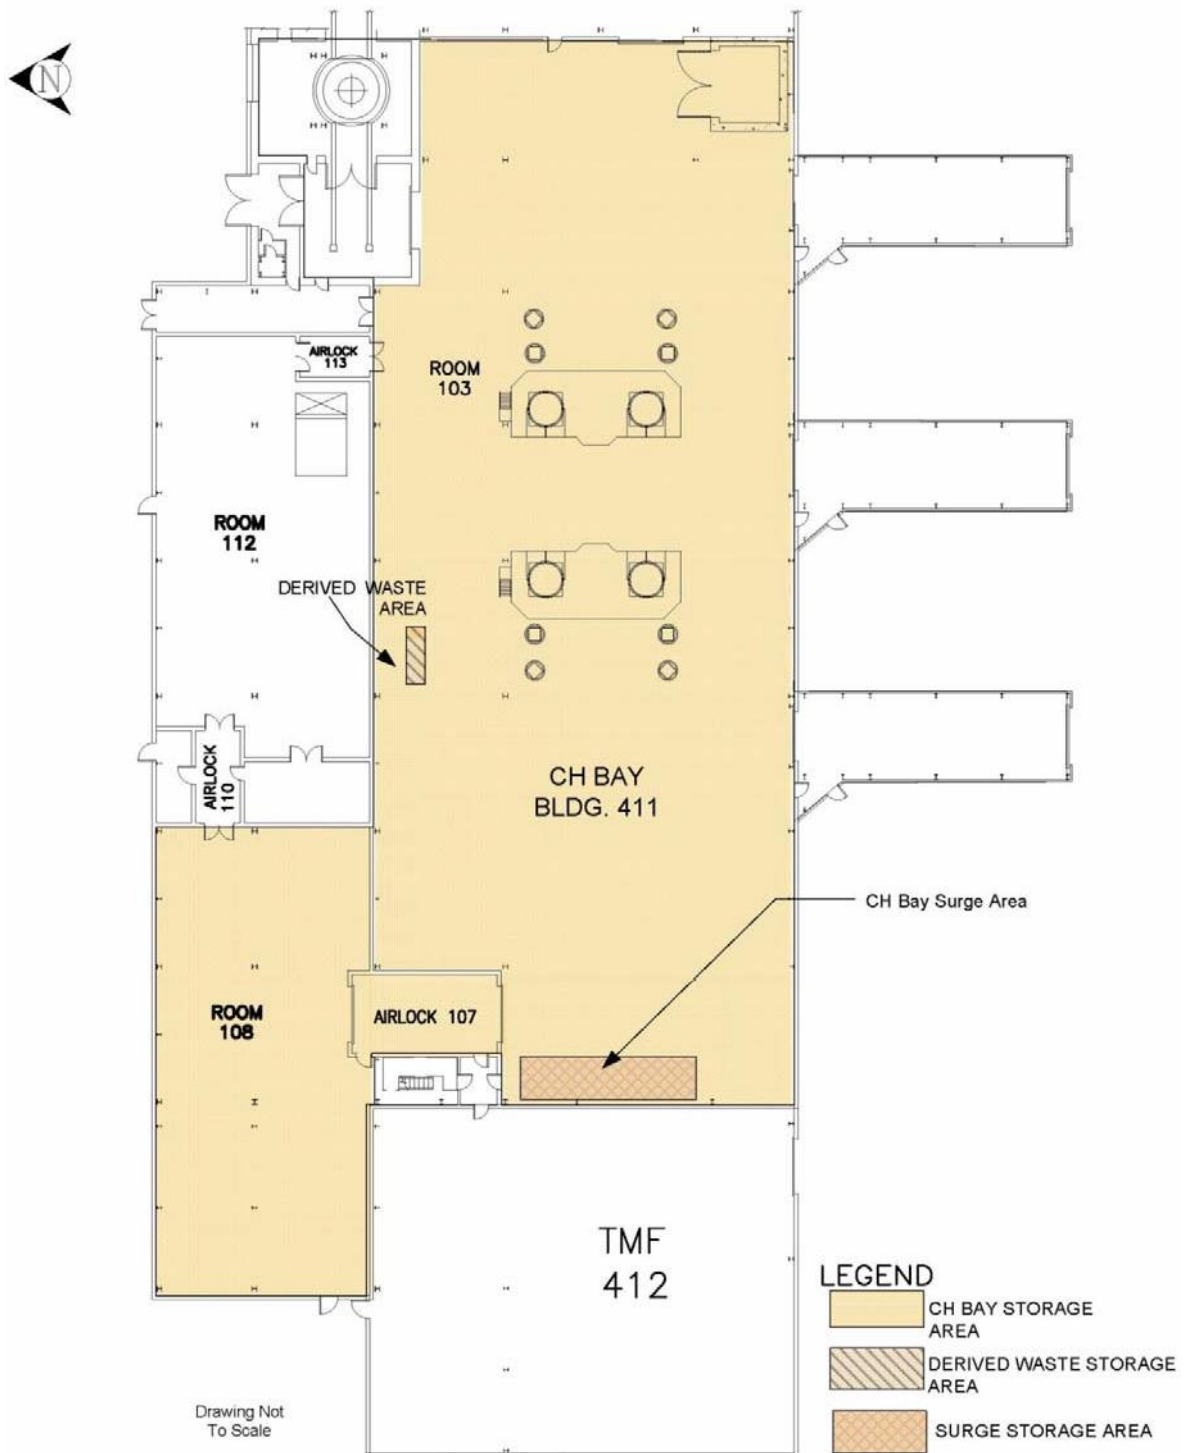 N
AIRLOCK
113
ROOM
103
ROOM
112
DERIVED WASTE
AREA
AIRLOCK
110
CH BAY
BLDG. 411
CH Bay Surge Area
ROOM
108
AIRLOCK 107
TMF
412
LEGEND
CH BAY STORAGE
AREA
DERIVED WASTE STORAGE
AREA
SURGE STORAGE AREA
Drawing Not
To Scale